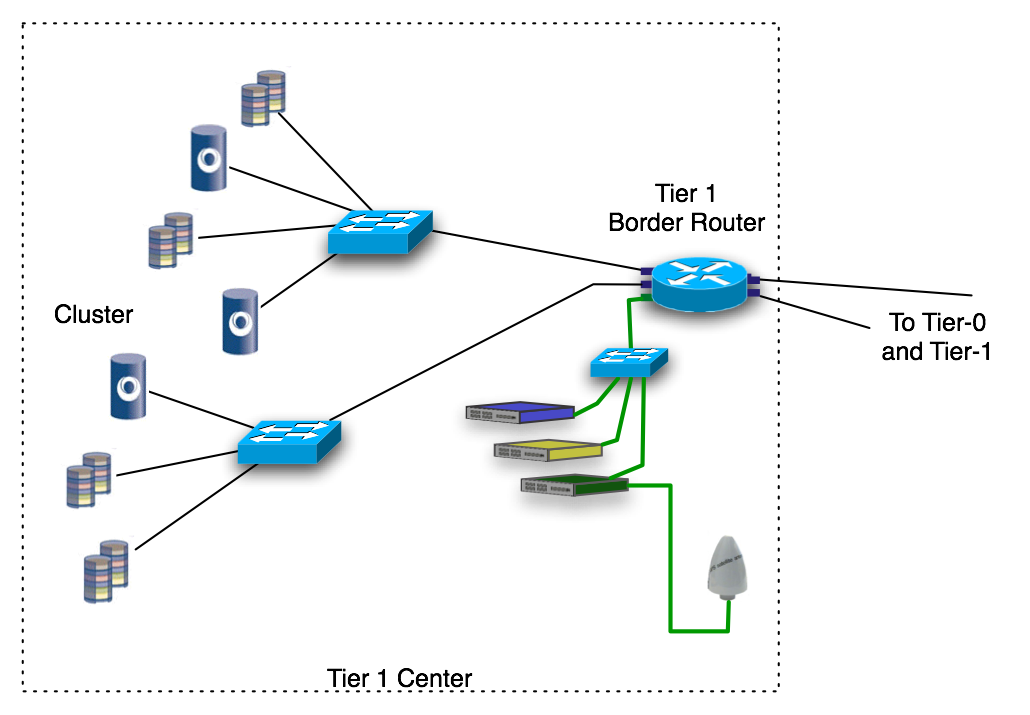 Tier 1
Border Router
Cluster
To Tier-0
and Tier-1
Tier 1 Center